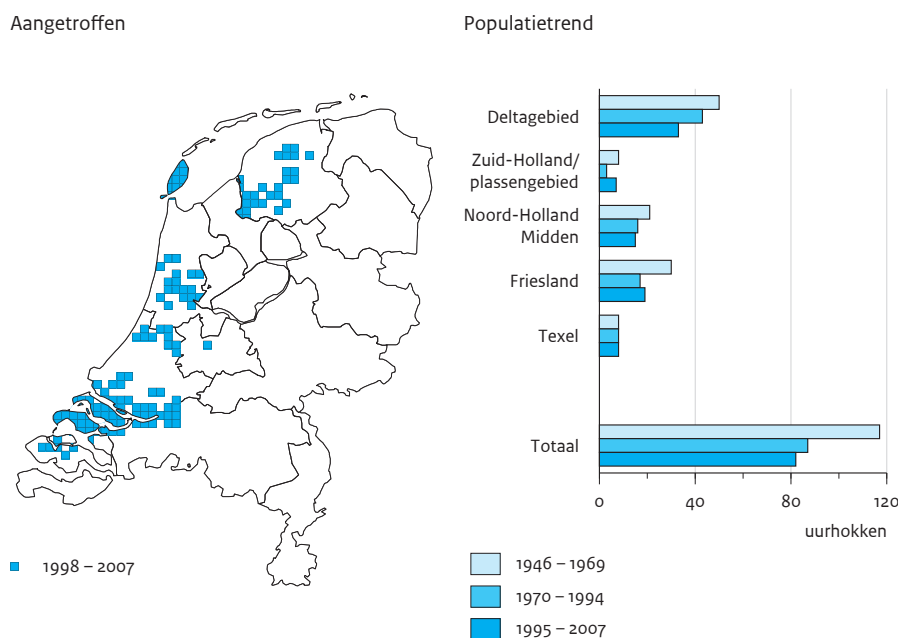 Aangetroffen
1998 – 2007
Populatietrend
Deltagebied
Zuid-Holland/
plassengebied
Noord-Holland
Midden
Friesland
Texel
Totaal
0 40 80 120
uurhokken
1946 – 1969
1970 – 1994
1995 – 2007